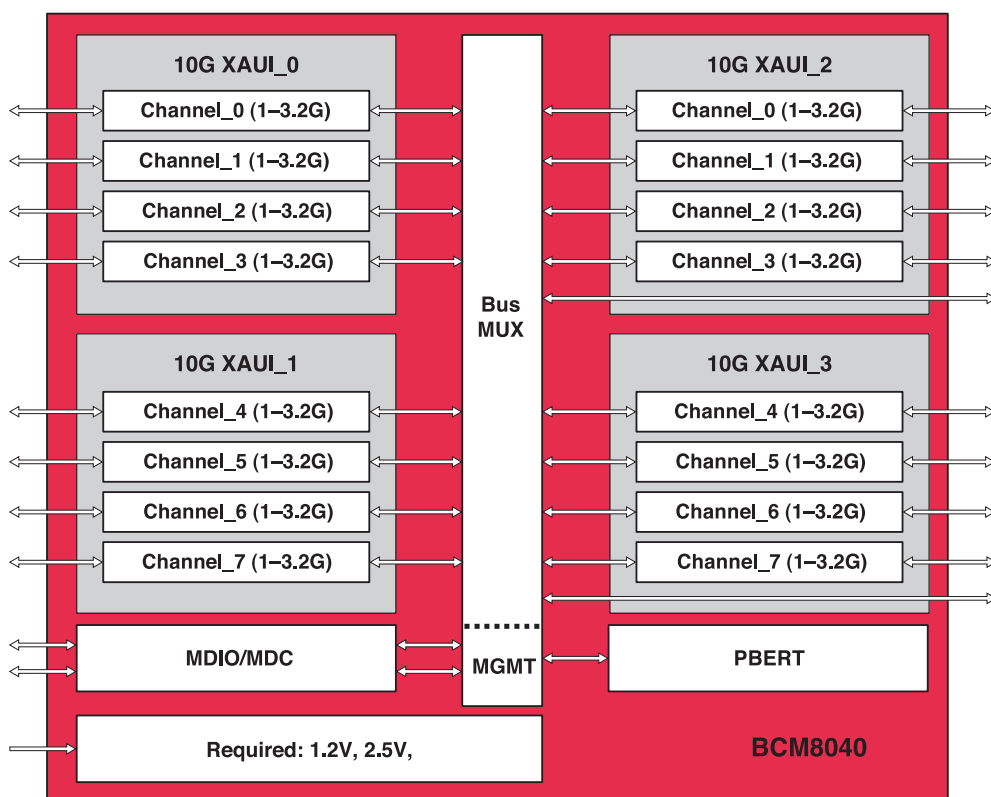 10G XAUI_0
Channel_0 (1–3.2G)
Channel_1 (1–3.2G)
Channel_2 (1–3.2G)
Channel_3 (1–3.2G)
10G XAUI_1
Channel_4 (1–3.2G)
Channel_5 (1–3.2G)
Channel_6 (1–3.2G)
Channel_7 (1–3.2G)
MDIO/MDC
Required: 1.2V, 2.5V,
Bus
MUX
MGMT
10G XAUI_2
Channel_0 (1–3.2G)
Channel_1 (1–3.2G)
Channel_2 (1–3.2G)
Channel_3 (1–3.2G)
10G XAUI_3
Channel_4 (1–3.2G)
Channel_5 (1–3.2G)
Channel_6 (1–3.2G)
Channel_7 (1–3.2G)
PBERT
BCM8040